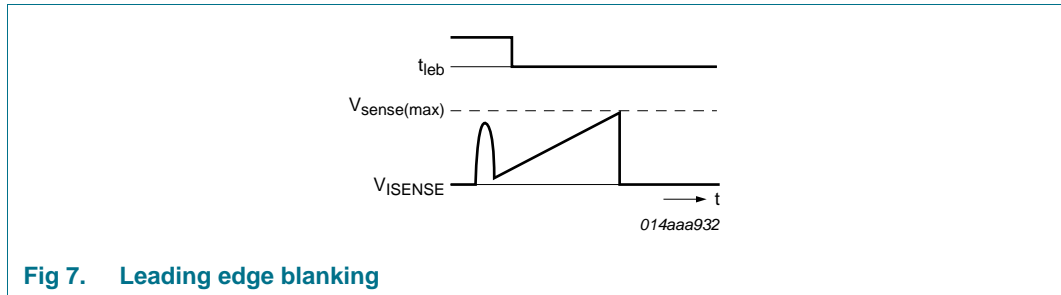 t_leb
V_sense(max)
V_ISENSE
t
014aaa932
Fig 7. Leading edge blanking